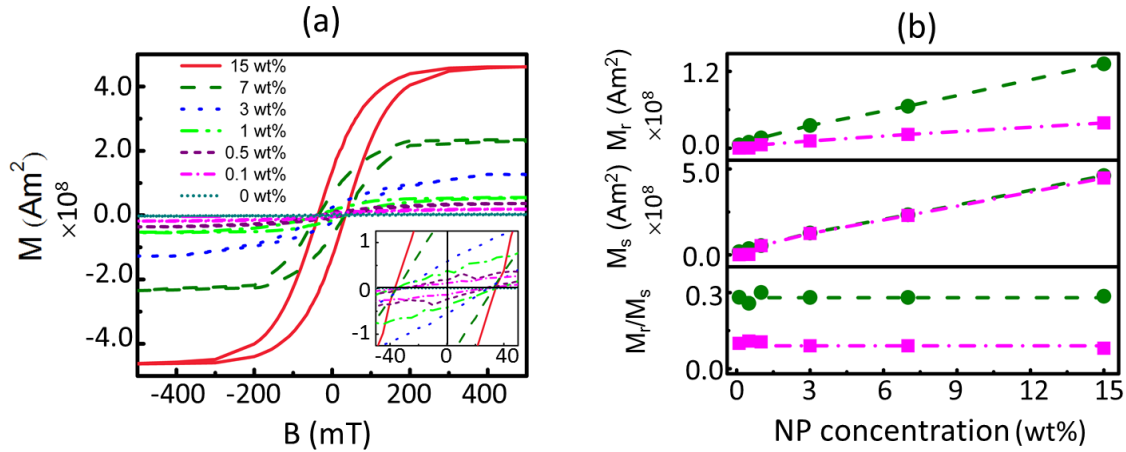 (a)
M (Am²)
×10⁸
4.0
2.0
0.0
-2.0
-4.0
15 wt%
7 wt%
3 wt%
1 wt%
0.5 wt%
0.1 wt%
0 wt%
1
0
-1
-40 0 40
-400 -200 0 200 400
B (mT)
(b)
Mᵣ (Am²)
×10⁸
1.2
0.0
Mₛ (Am²)
×10⁸
5.0
0.0
Mᵣ/Mₛ
0.3
0.0
0 3 6 9 12 15
NP concentration (wt%)